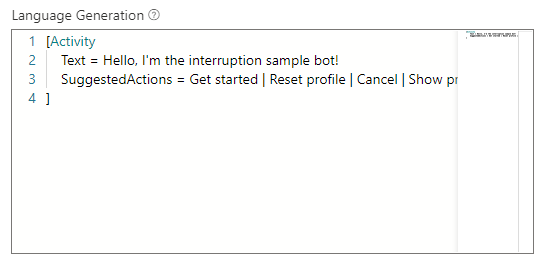 Language Generation
1 [Activity
2 Text = Hello, I'm the interruption sample bot!
3 SuggestedActions = Get started | Reset profile | Cancel | Show pr
4 ]